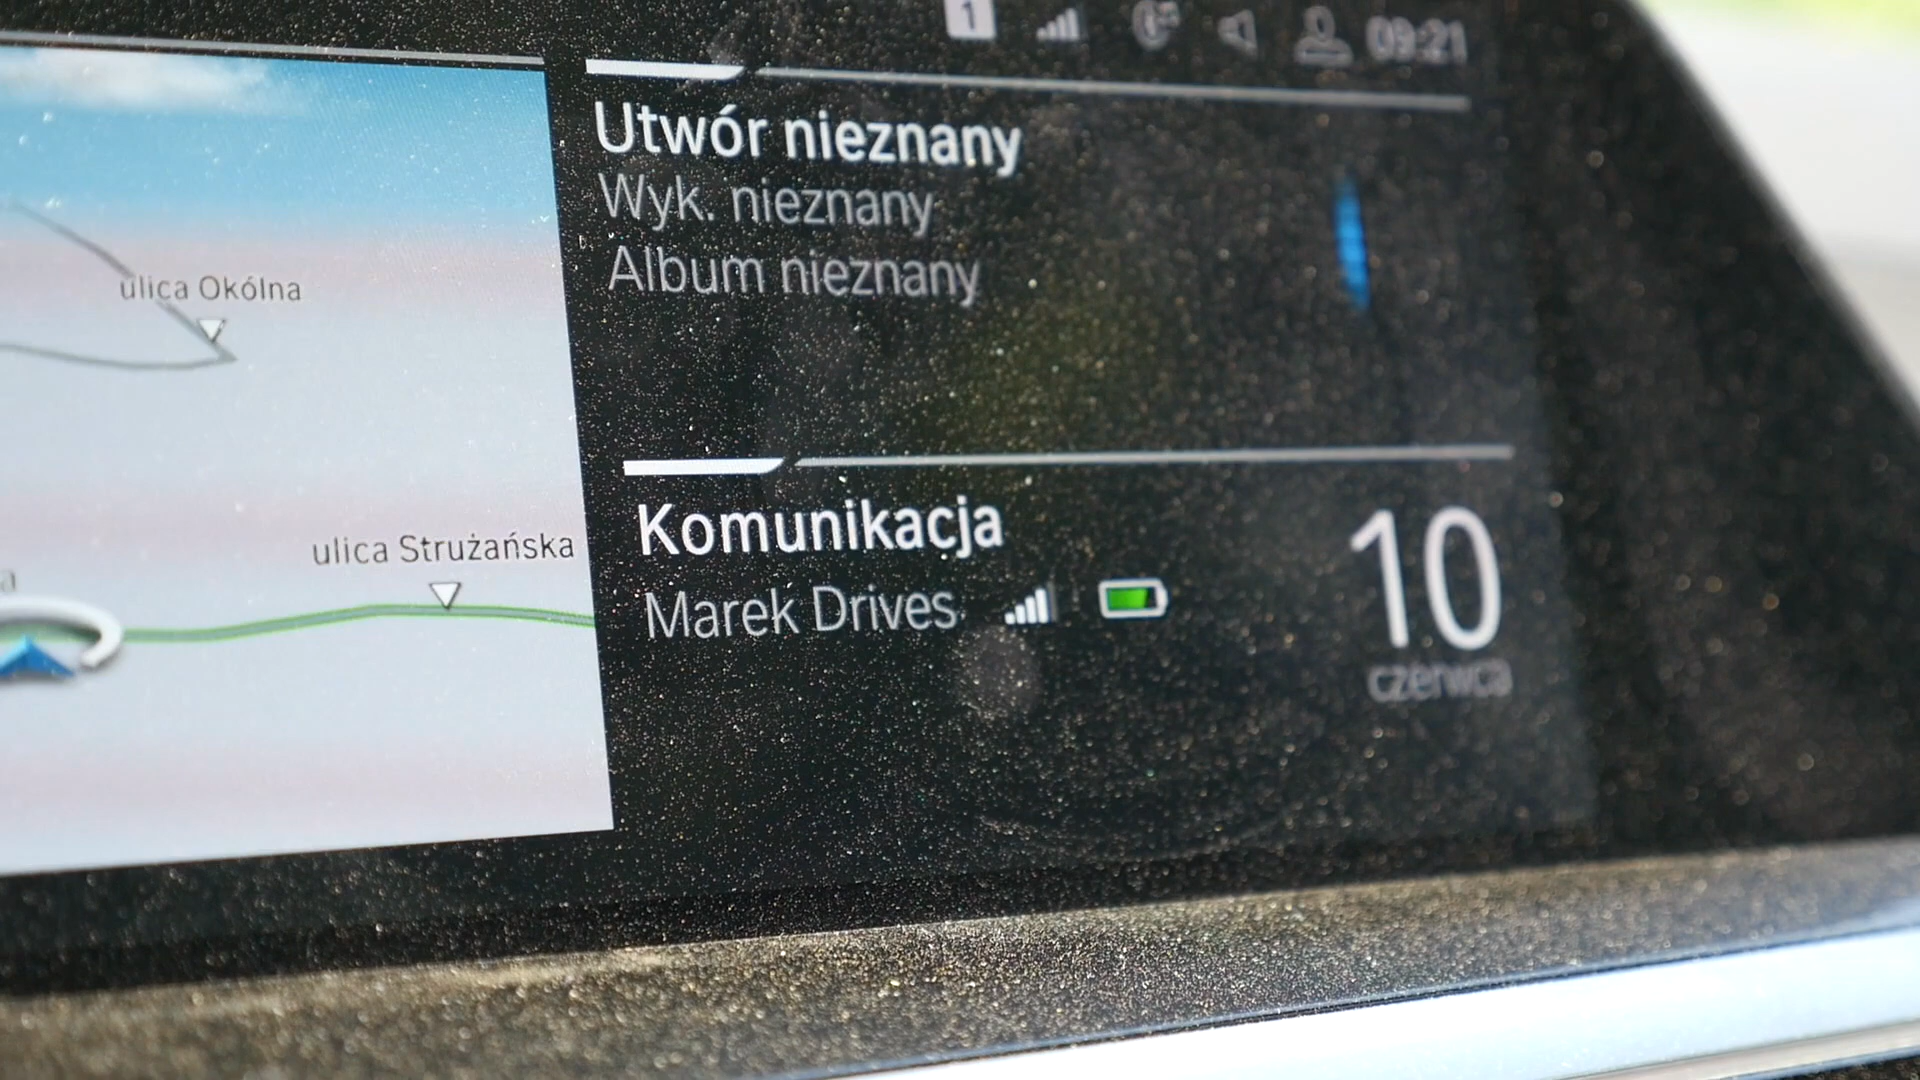 1
09:21
Utwór nieznany
Wyk. nieznany
Album nieznany
ulica Okólna
ulica Strużańska
a
Komunikacja
Marek Drives
10
czerwca